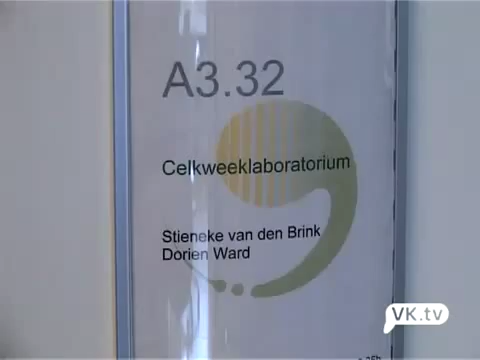 A3.32
Celkweeklaboratorium
Stieneke van den Brink
Dorien Ward
VK.tv